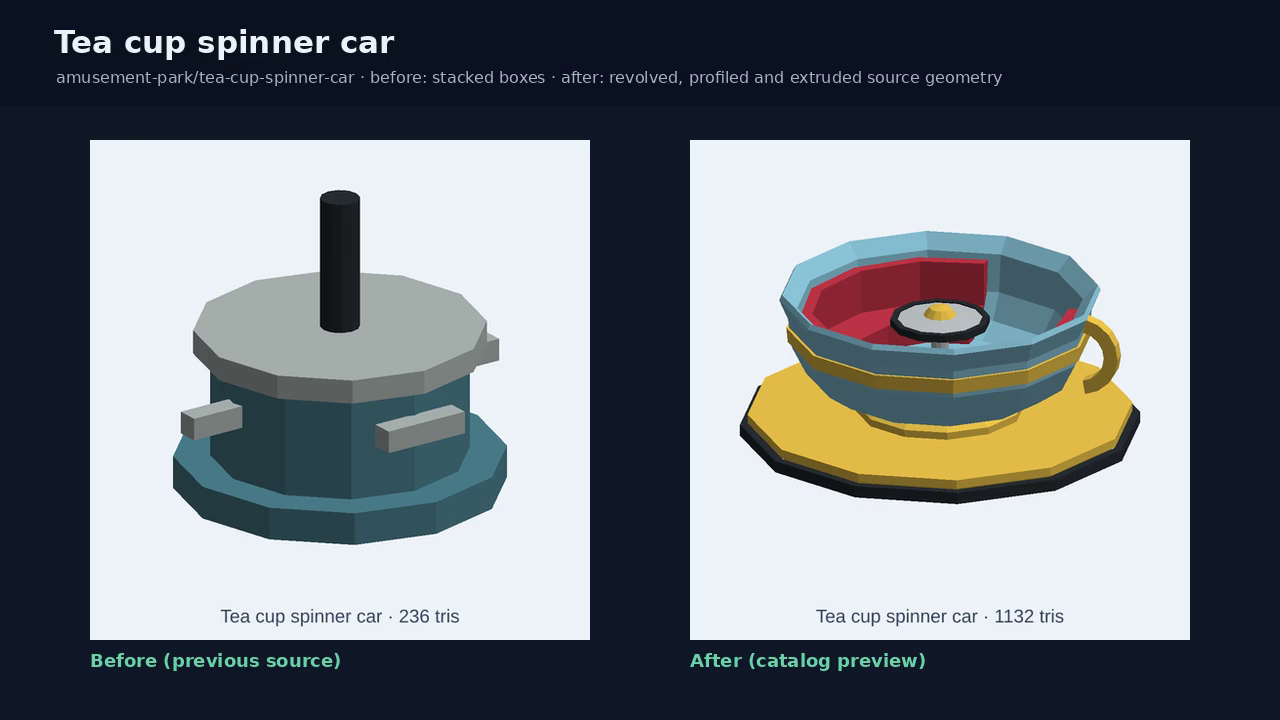 Tea cup spinner car
amusement-park/tea-cup-spinner-car · before: stacked boxes · after: revolved, profiled and extruded source geometry
Tea cup spinner car · 236 tris
Tea cup spinner car · 1132 tris
Before (previous source)
After (catalog preview)